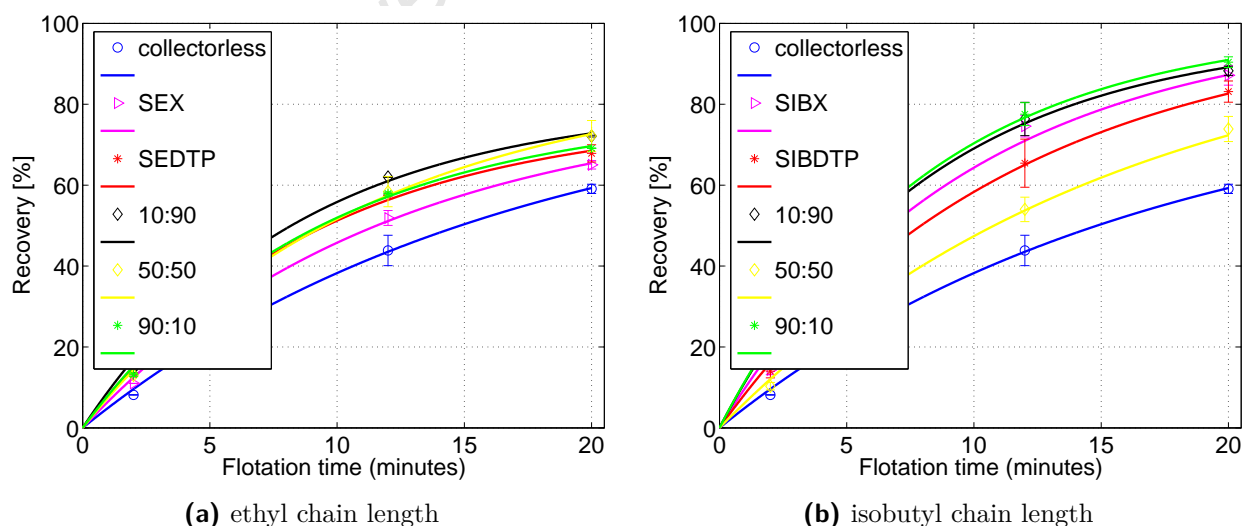 100
80
60
40
20
0
Recovery [%]
collectorless
SEX
SEDTP
10:90
50:50
90:10
0 5 10 15 20
Flotation time (minutes)
(a) ethyl chain length
100
80
60
40
20
0
Recovery [%]
collectorless
SIBX
SIBDTP
10:90
50:50
90:10
0 5 10 15 20
Flotation time (minutes)
(b) isobutyl chain length